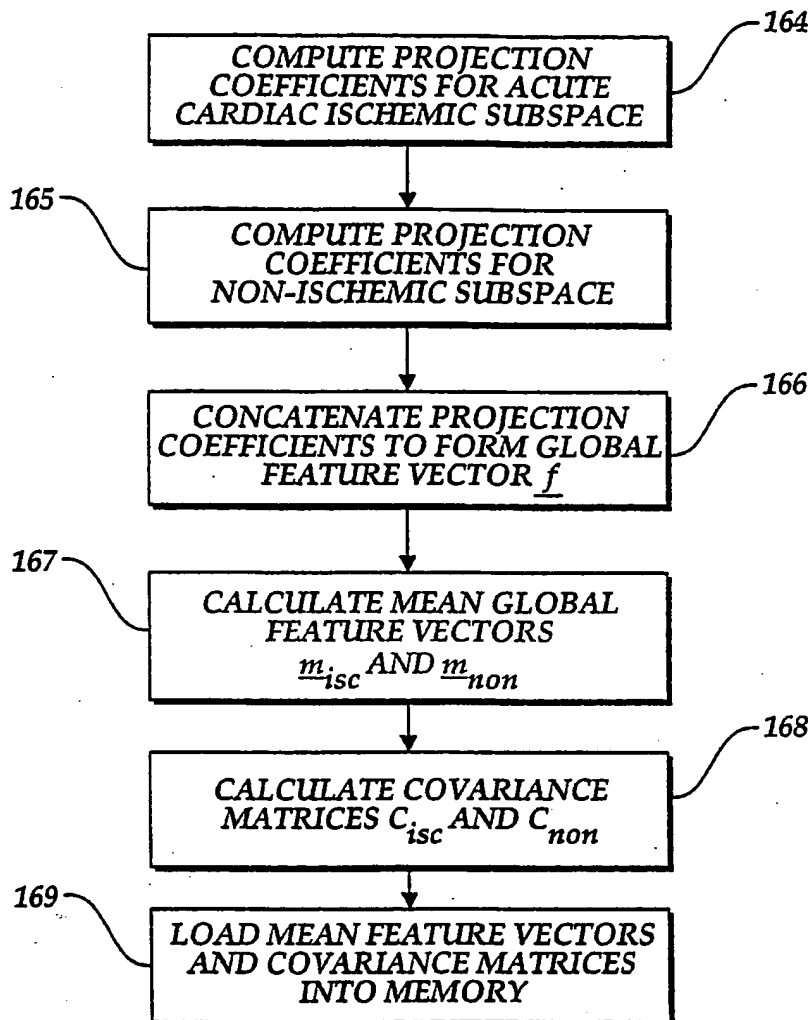 164
COMPUTE PROJECTION
COEFFICIENTS FOR ACUTE
CARDIAC ISCHEMIC SUBSPACE
165
COMPUTE PROJECTION
COEFFICIENTS FOR
NON-ISCHEMIC SUBSPACE
166
CONCATENATE PROJECTION
COEFFICIENTS TO FORM GLOBAL
FEATURE VECTOR f
167
CALCULATE MEAN GLOBAL
FEATURE VECTORS
m_isc AND m_non
168
CALCULATE COVARIANCE
MATRICES C_isc AND C_non
169
LOAD MEAN FEATURE VECTORS
AND COVARIANCE MATRICES
INTO MEMORY